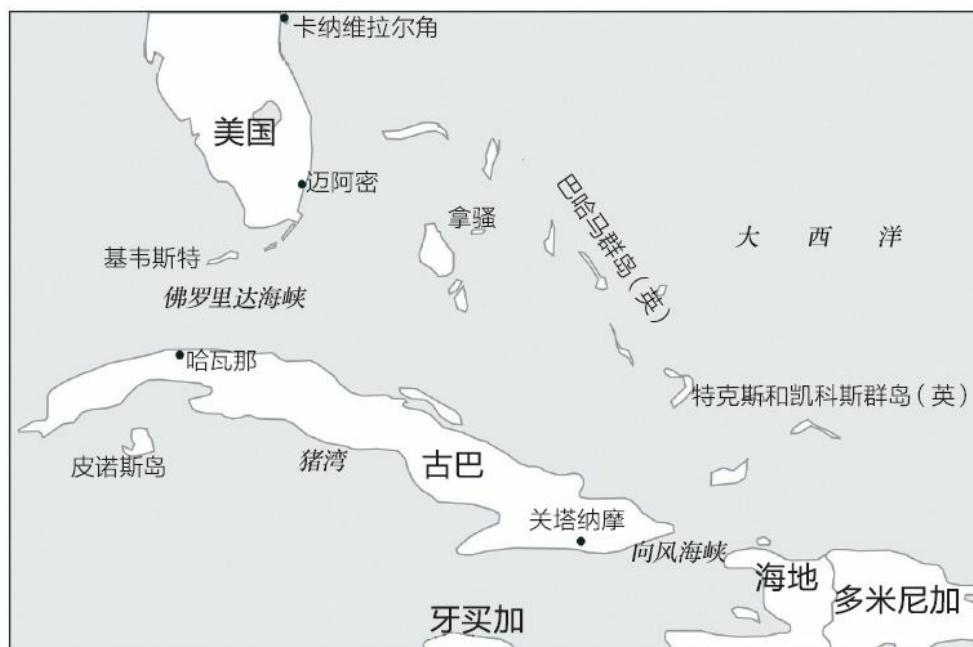 卡纳维拉尔角
美国
迈阿密
拿骚
巴哈马群岛（英）
大西洋
基韦斯特
佛罗里达海峡
哈瓦那
特克斯和凯科斯群岛（英）
皮诺斯岛
猪湾
古巴
关塔纳摩
向风海峡
海地
多米尼加
牙买加